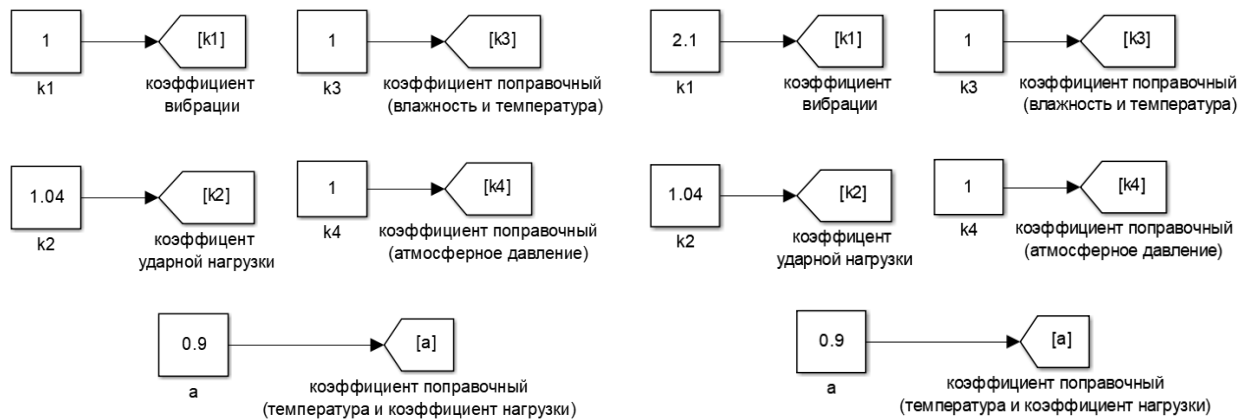 1
[k1]
k1
коэффициент
вибрации
1
[k3]
k3
коэффициент поправочный
(влажность и температура)
1.04
[k2]
k2
коэффицент
ударной нагрузки
1
[k4]
k4
коэффициент поправочный
(атмосферное давление)
0.9
[a]
a
коэффициент поправочный
(температура и коэффициент нагрузки)
2.1
[k1]
k1
коэффициент
вибрации
1
[k3]
k3
коэффициент поправочный
(влажность и температура)
1.04
[k2]
k2
коэффицент
ударной нагрузки
1
[k4]
k4
коэффициент поправочный
(атмосферное давление)
0.9
[a]
a
коэффициент поправочный
(температура и коэффициент нагрузки)